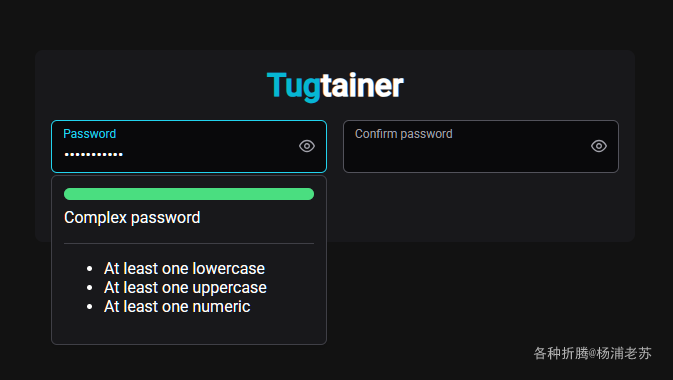 Tugtainer
Password
•••••••••••
Confirm password
Complex password
• At least one lowercase
• At least one uppercase
• At least one numeric
各种折腾@杨浦老苏